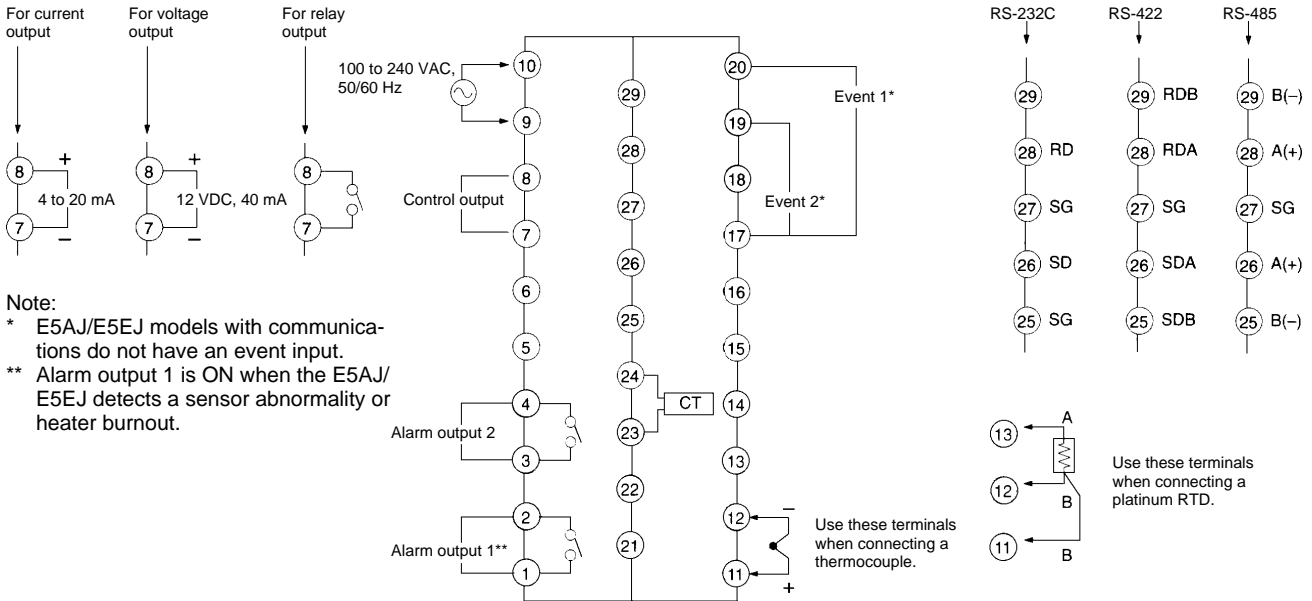 For current
output
For voltage
output
For relay
output
8
+
4 to 20 mA
7
−
8
+
12 VDC, 40 mA
7
−
8
7
Note:
* E5AJ/E5EJ models with communica-
tions do not have an event input.
** Alarm output 1 is ON when the E5AJ/
E5EJ detects a sensor abnormality or
heater burnout.
100 to 240 VAC,
50/60 Hz
10
9
8
Control output
7
6
5
4
Alarm output 2
3
2
Alarm output 1**
1
29
28
27
26
25
24
CT
23
22
21
20
Event 1*
19
18
Event 2*
17
16
15
14
13
12
−
11
+
Use these terminals
when connecting a
thermocouple.
RS-232C
29
28 RD
27 SG
26 SD
25 SG
RS-422
29 RDB
28 RDA
27 SG
26 SDA
25 SDB
RS-485
29 B(−)
28 A(+)
27 SG
26 A(+)
25 B(−)
13
A
12
B
11
B
Use these terminals
when connecting a
platinum RTD.